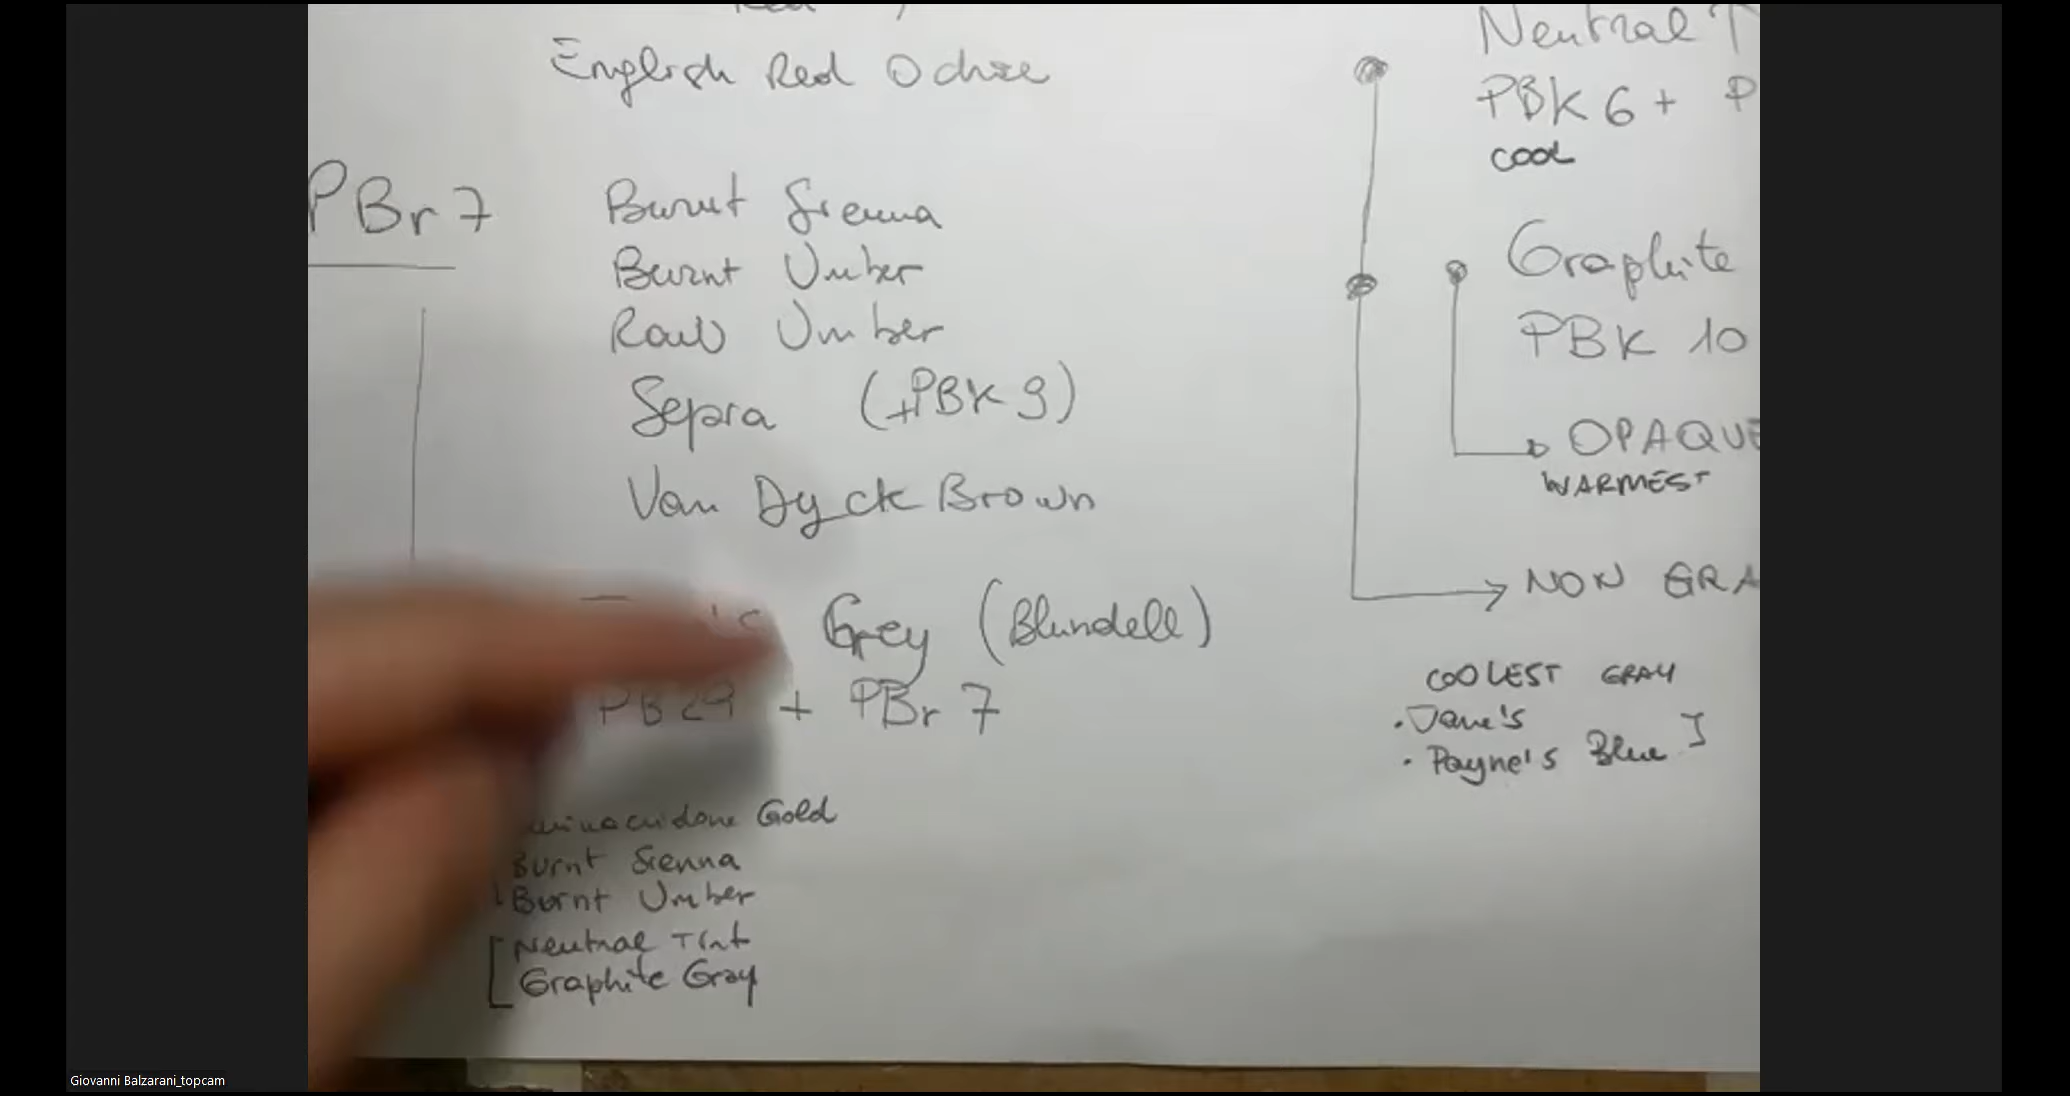 English Red Ochre
PBr7
Burnt Sienna
Burnt Umber
Raw Umber
Sepia (+PBK 9)
Van Dyck Brown
Grey (Blundell)
PB29 + PBr 7
Gold
Burnt Sienna
Burnt Umber
Neutral Tint
Graphite Gray
Neutral T
PBK 6 + P
COOL
Graphite
PBK 10
OPAQUE
WARMEST
NON GRA
COOLEST GRAY
. Jane's
. Payne's Blue ]
Giovanni Balzarani_topcam